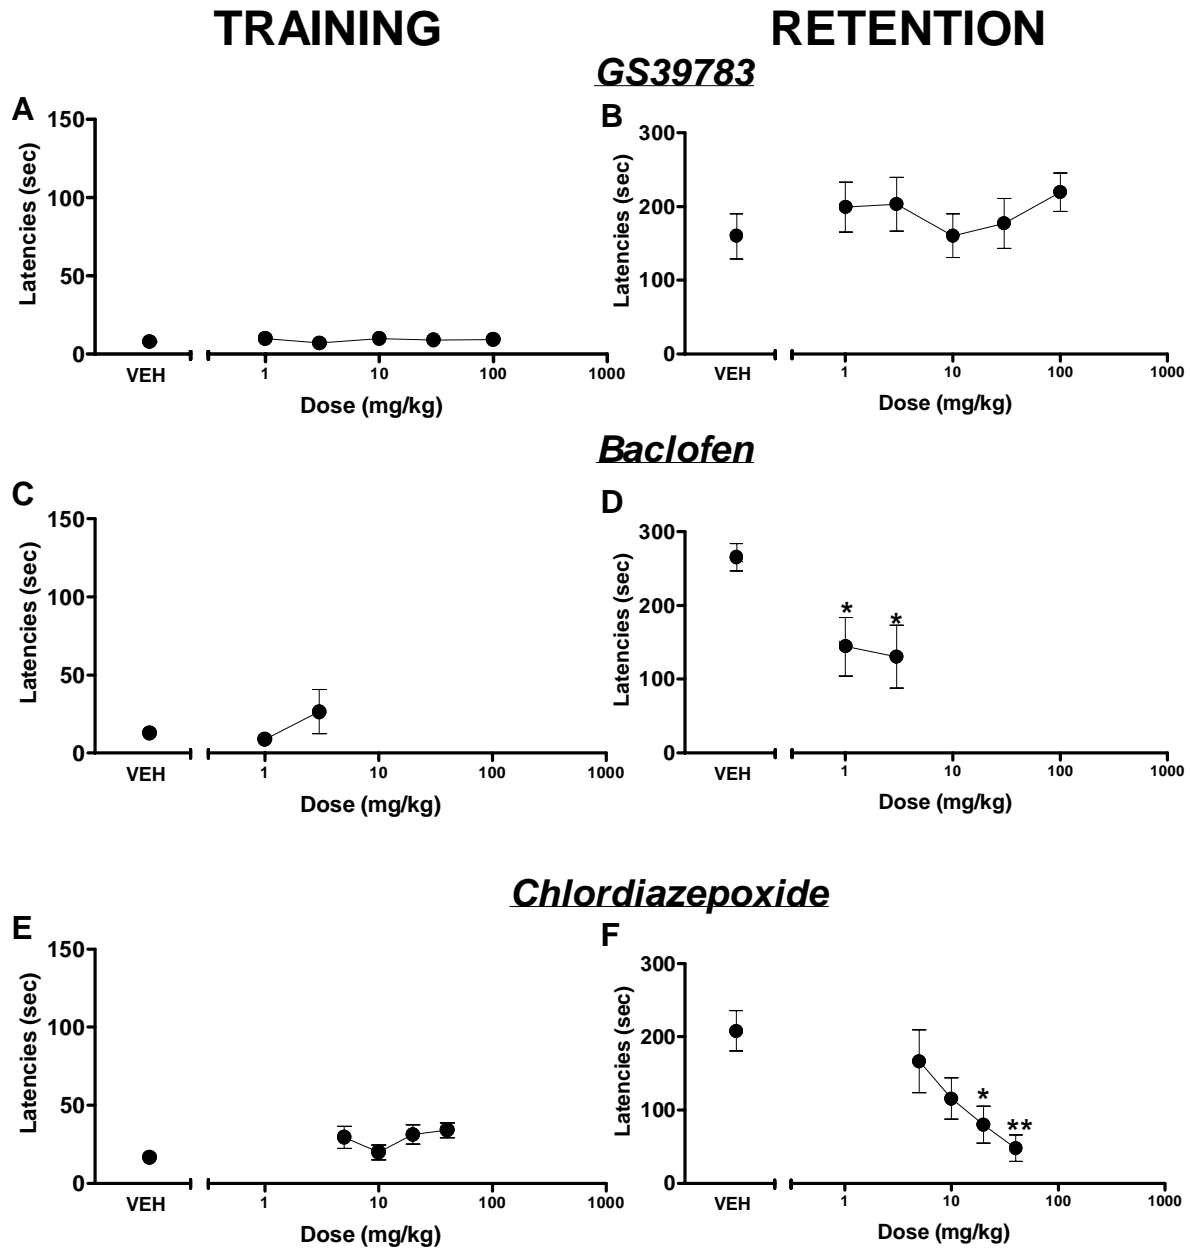 TRAINING RETENTION
GS39783
A
150
100
50
0
Latencies (sec)
VEH 1 10 100 1000
Dose (mg/kg)
B
300
200
100
0
Latencies (sec)
VEH 1 10 100 1000
Dose (mg/kg)
Baclofen
C
150
100
50
0
Latencies (sec)
VEH 1 10 100 1000
Dose (mg/kg)
D
300
200
100
0
Latencies (sec)
* *
VEH 1 10 100 1000
Dose (mg/kg)
Chlordiazepoxide
E
150
100
50
0
Latencies (sec)
VEH 1 10 100 1000
Dose (mg/kg)
F
300
200
100
0
Latencies (sec)
* **
VEH 1 10 100 1000
Dose (mg/kg)